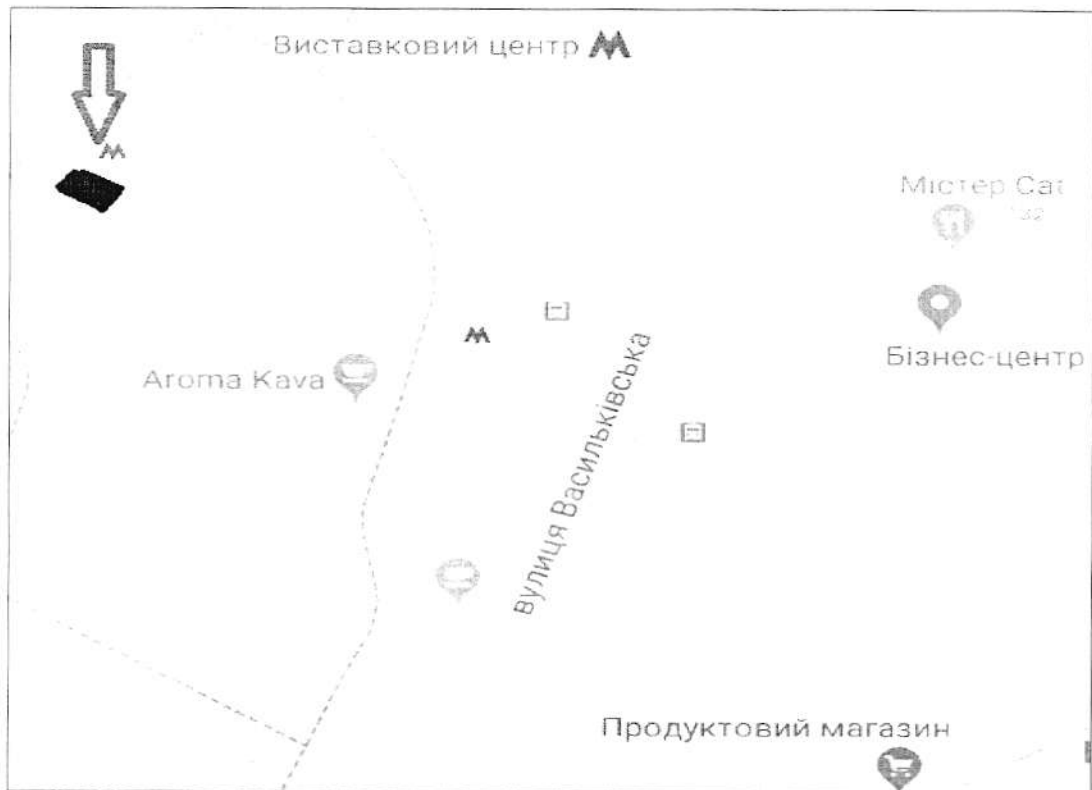 Виставковий центр
Містер Cat
Бізнес-центр
Aroma Kava
вулиця Васильківська
Продуктовий магазин